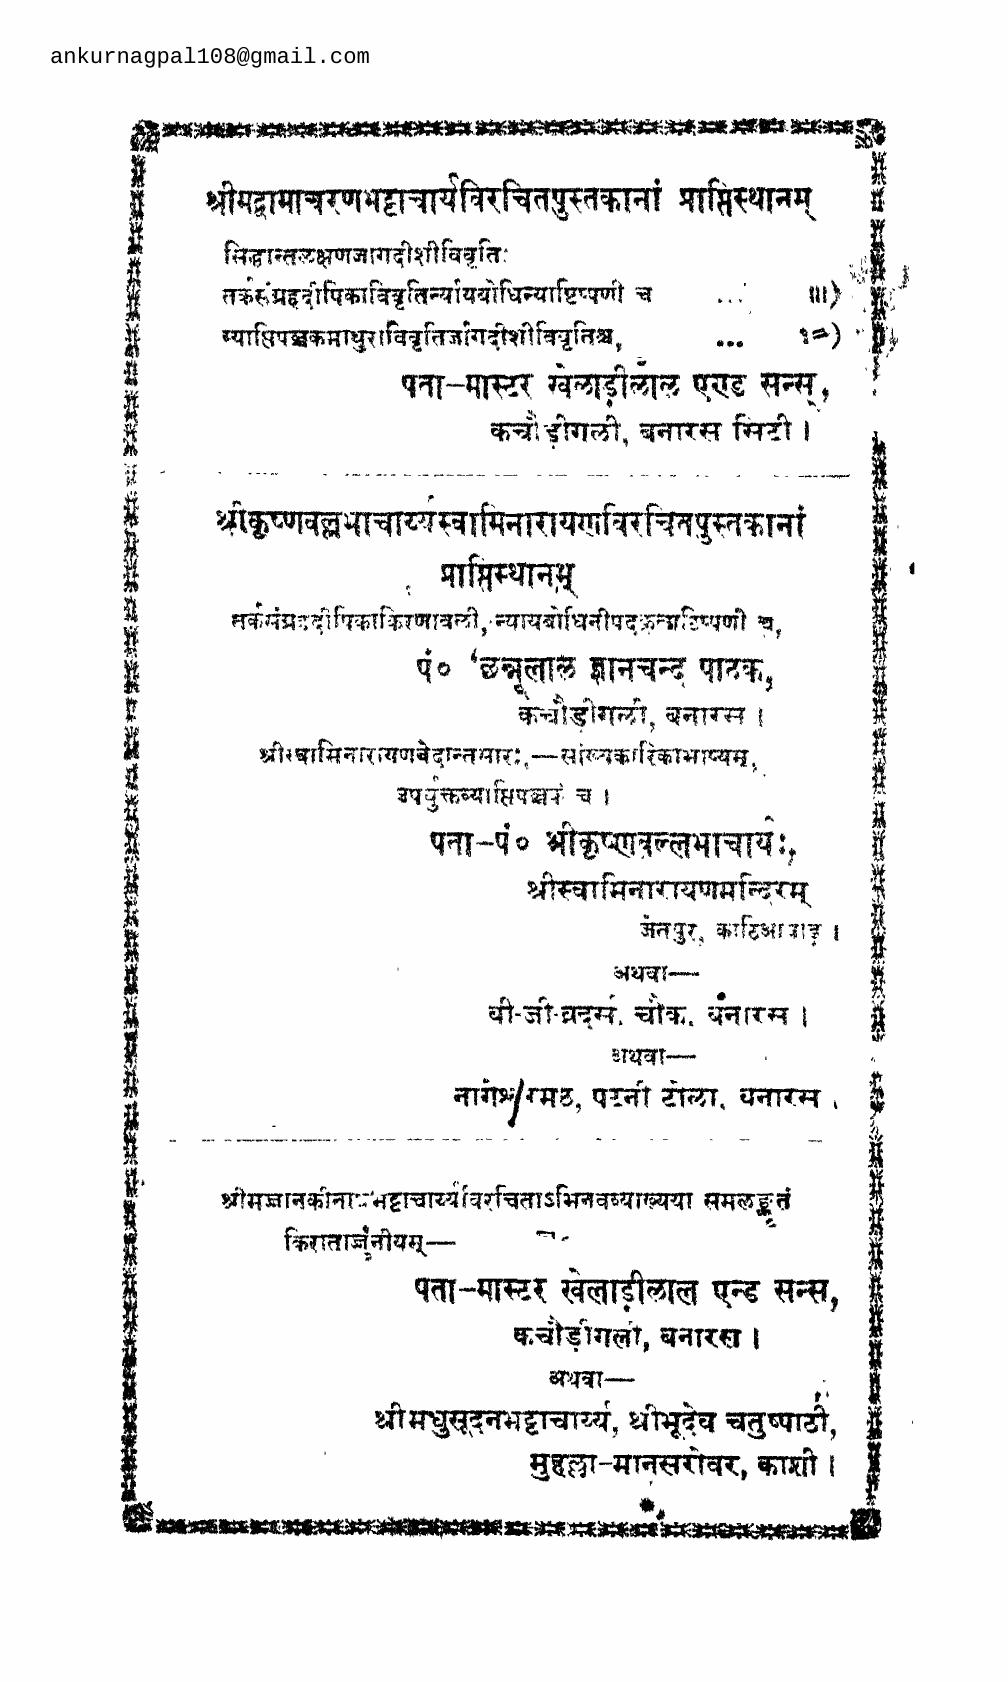 ankurnagpal108@gmail.com
श्रीमद्वामाचरणभट्टाचार्यविरचितपुस्तकानां प्राप्तिस्थानम्
सिद्धान्तलक्षणजागदीशीविवृतिः
तर्कसंग्रहदीपिकाविवृतिर्न्यायबोधिन्याष्टिप्पणी च ... ॥।)
व्याप्तिपञ्चकमाथुरीविवृतिर्जागदीशीविवृतिश्च, ... १=)
पता–मास्टर खेलाड़ीलाल एण्ड सन्स्,
कचौड़ीगली, बनारस सिटी ।
श्रीकृष्णवल्लभाचार्य्यस्वामिनारायणविरचितपुस्तकानां
प्राप्तिस्थानम्
तर्कसंग्रहदीपिकाकिरणावली, न्यायबोधिनीपदकृत्यटिप्पणी च,
पं० छन्नूलाल ज्ञानचन्द पाठक,
कचौड़ीगली, बनारस ।
श्रीस्वामिनारायणवेदान्तसारः,—सांख्यकारिकाभाष्यम्,
उपर्युक्तव्याप्तिपञ्चकं च ।
पता–पं० श्रीकृष्णवल्लभाचार्यः,
श्रीस्वामिनारायणमन्दिरम्
जेतपुर, काठिआवाड़ ।
अथवा—
बी-जी-ब्रदर्स, चौक, बनारस ।
अथवा—
नागेश्वरमठ, पटनी टोला, बनारस .
श्रीमज्जानकीनाथभट्टाचार्य्यविरचिताऽभिनवव्याख्यया समलङ्कृतं
किरातार्ज्जुनीयम्—
पता–मास्टर खेलाड़ीलाल एन्ड सन्स,
कचौड़ीगली, बनारस ।
अथवा—
श्रीमधुसूदनभट्टाचार्य्य, श्रीभूदेव चतुष्पाठी,
मुहल्ला–मानसरोवर, काशी ।